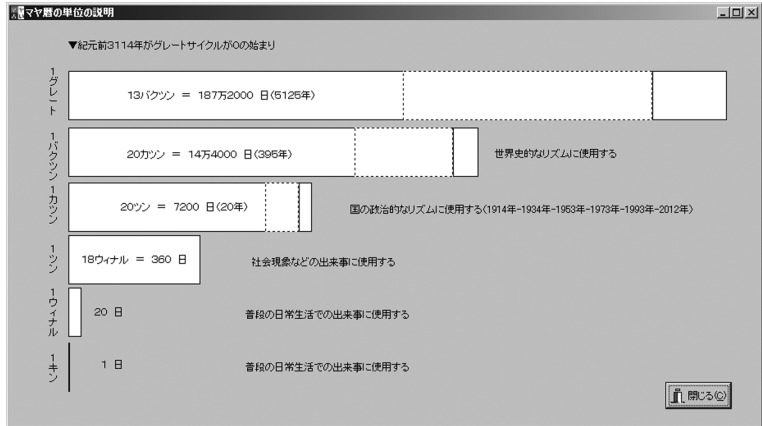 マヤ暦の単位の説明
▼紀元前3114年がグレートサイクルが0の始まり
1グレート
13バクツン ＝ 187万2000 日(5125年)
1バクツン
20カツン ＝ 14万4000 日(395年)
世界史的なリズムに使用する
1カツン
20ツン ＝ 7200 日(20年)
国の政治的なリズムに使用する(1914年-1934年-1953年-1973年-1993年-2012年)
1ツン
18ウィナル ＝ 360 日
社会現象などの出来事に使用する
1ウィナル
20 日
普段の日常生活での出来事に使用する
1キン
1 日
普段の日常生活での出来事に使用する
閉じる(C)